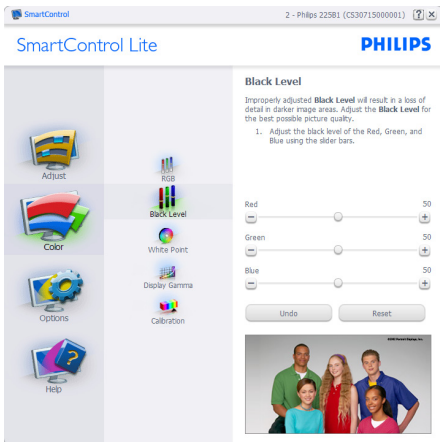 SmartControl
2 - Philips 225B1 (CS30715000001)
SmartControl Lite
PHILIPS
Adjust
Color
Options
Help
RGB
Black Level
White Point
Display Gamma
Calibration
Black Level
Improperly adjusted Black Level will result in a loss of
detail in darker image areas. Adjust the Black Level for
the best possible picture quality.
1. Adjust the black level of the Red, Green, and
Blue using the slider bars.
Red 50
Green 50
Blue 50
Undo Reset